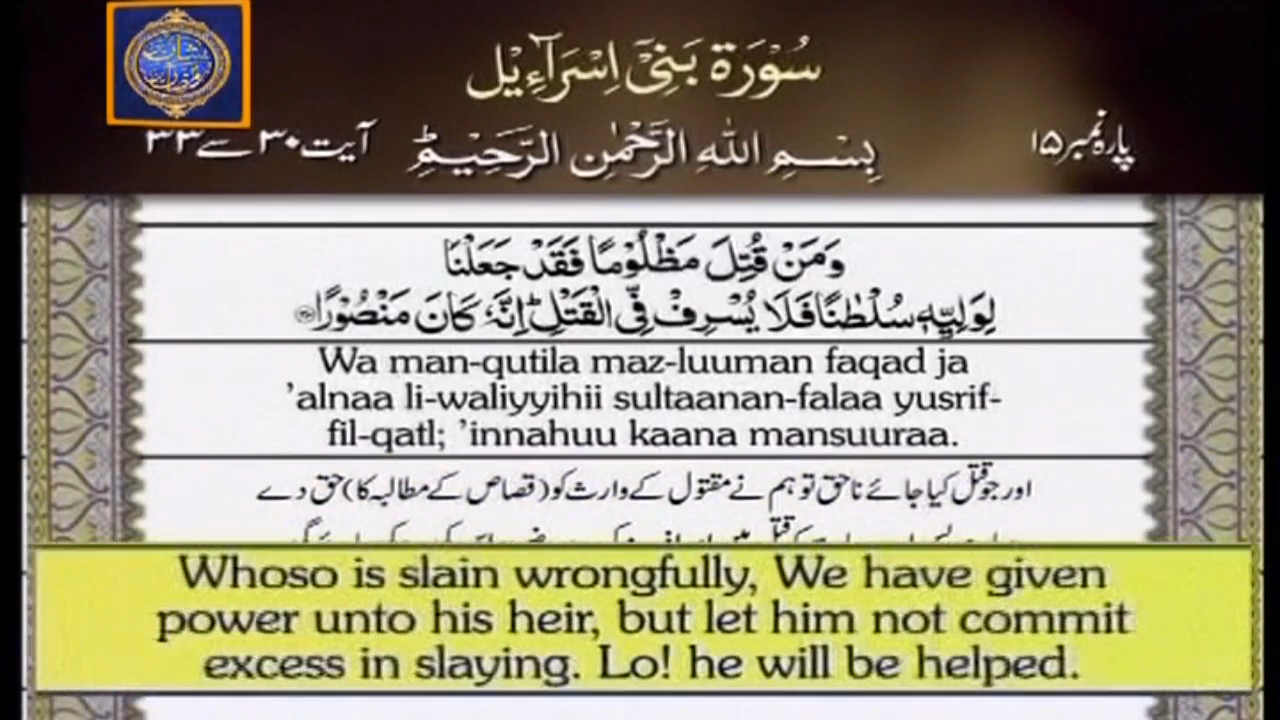 سُوْرَۃ بَنِیْٓ اِسْرَآءِیْل
پارہ نمبر ۱۵
بِسْمِ اللهِ الرَّحْمٰنِ الرَّحِیْمِ
آیت ۳۰ سے ۳۳
وَمَنْ قُتِلَ مَظْلُوْمًا فَقَدْ جَعَلْنَا
لِوَلِیِّهٖ سُلْطٰنًا فَلَا یُسْرِفْ فِّی الْقَتْلِ ؕ اِنَّهٗ كَانَ مَنْصُوْرًا
Wa man-qutila maz-luuman faqad ja
’alnaa li-waliyyihii sultaanan-falaa yusrif-
fil-qatl; ’innahuu kaana mansuuraa.
اور جو قتل کیا جائے ناحق تو ہم نے مقتول کے وارث کو (قصاص کے مطالبہ کا) حق دے
Whoso is slain wrongfully, We have given
power unto his heir, but let him not commit
excess in slaying. Lo! he will be helped.